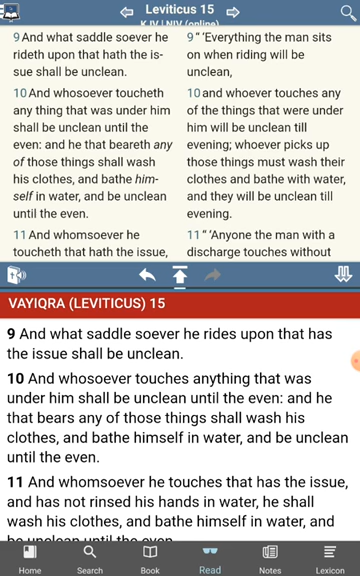 Leviticus 15
KJV | NIV (online)
9 And what saddle soever he
rideth upon that hath the is-
sue shall be unclean.
10 And whosoever toucheth
any thing that was under him
shall be unclean until the
even: and he that beareth any
of those things shall wash
his clothes, and bathe him-
self in water, and be unclean
until the even.
11 And whomsoever he
toucheth that hath the issue,
9 “ ‘Everything the man sits
on when riding will be
unclean,
10 and whoever touches any
of the things that were under
him will be unclean till
evening; whoever picks up
those things must wash their
clothes and bathe with water,
and they will be unclean till
evening.
11 “ ‘Anyone the man with a
discharge touches without
VAYIQRA (LEVITICUS) 15
9 And what saddle soever he rides upon that has
the issue shall be unclean.
10 And whosoever touches anything that was
under him shall be unclean until the even: and he
that bears any of those things shall wash his
clothes, and bathe himself in water, and be unclean
until the even.
11 And whomsoever he touches that has the issue,
and has not rinsed his hands in water, he shall
wash his clothes, and bathe himself in water, and
be unclean until the even.
Home
Search
Book
Read
Notes
Lexicon